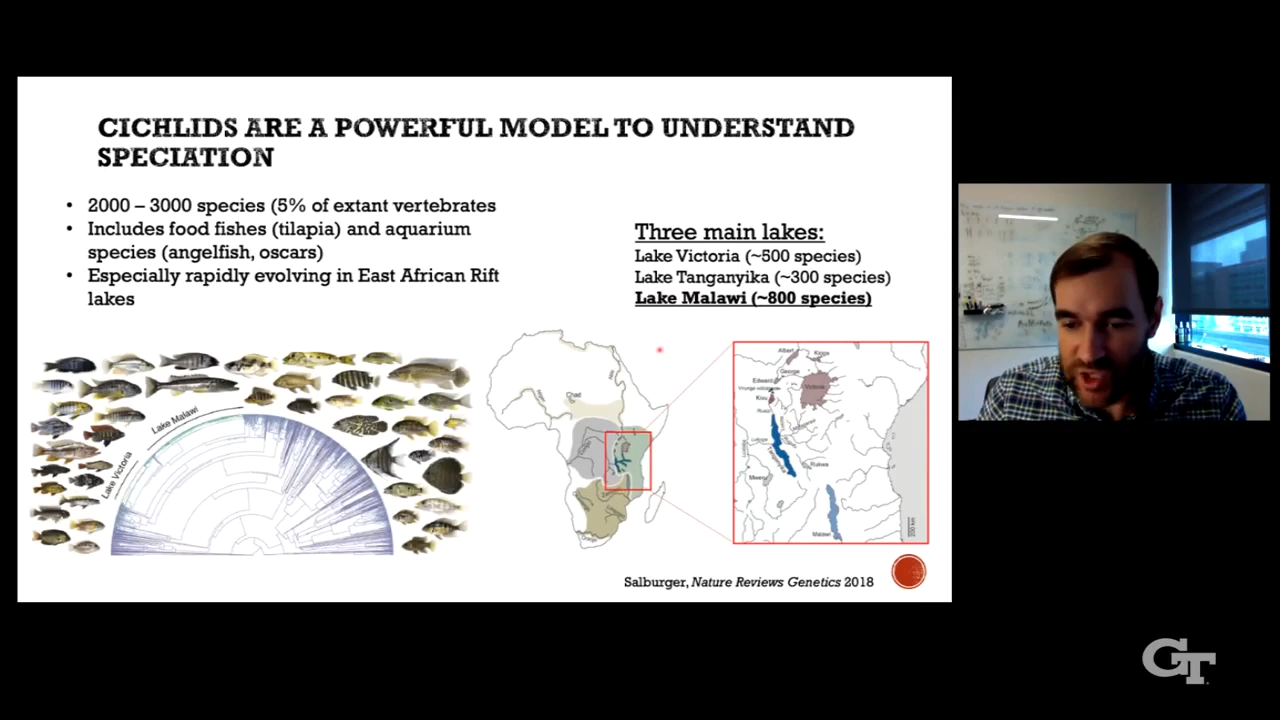 CICHLIDS ARE A POWERFUL MODEL TO UNDERSTAND
SPECIATION
• 2000 – 3000 species (5% of extant vertebrates
• Includes food fishes (tilapia) and aquarium
species (angelfish, oscars)
• Especially rapidly evolving in East African Rift
lakes
Three main lakes:
Lake Victoria (~500 species)
Lake Tanganyika (~300 species)
Lake Malawi (~800 species)
Lake Malawi
Lake Victoria
Chad
Albert
Kyoga
George
Edward
Victoria
Kivu
Rukwa
Mweru
Malawi
200 km
Salburger, Nature Reviews Genetics 2018
GT